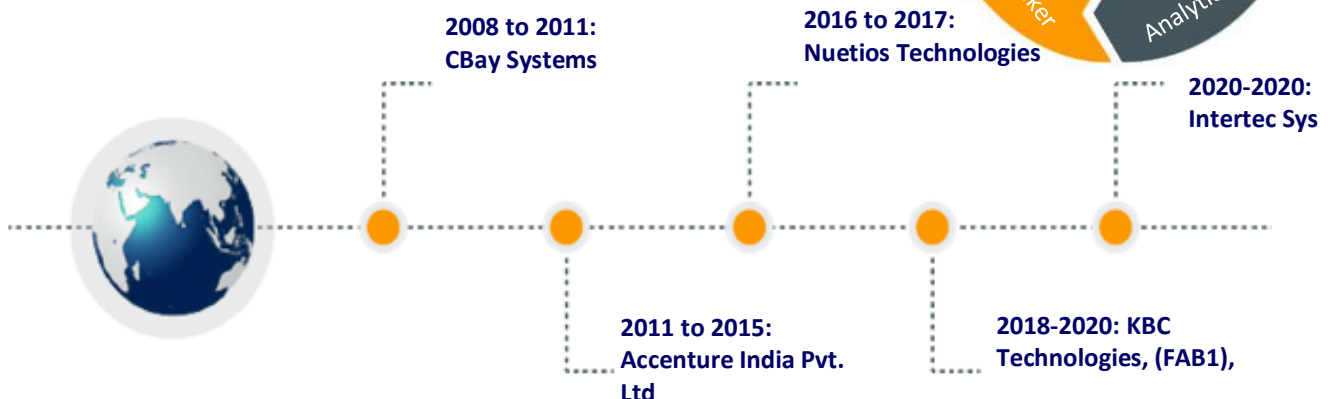 2008 to 2011:
CBay Systems
2016 to 2017:
Nuetios Technologies
2020-2020:
Intertec Sys
2011 to 2015:
Accenture India Pvt.
Ltd
2018-2020: KBC
Technologies, (FAB1),